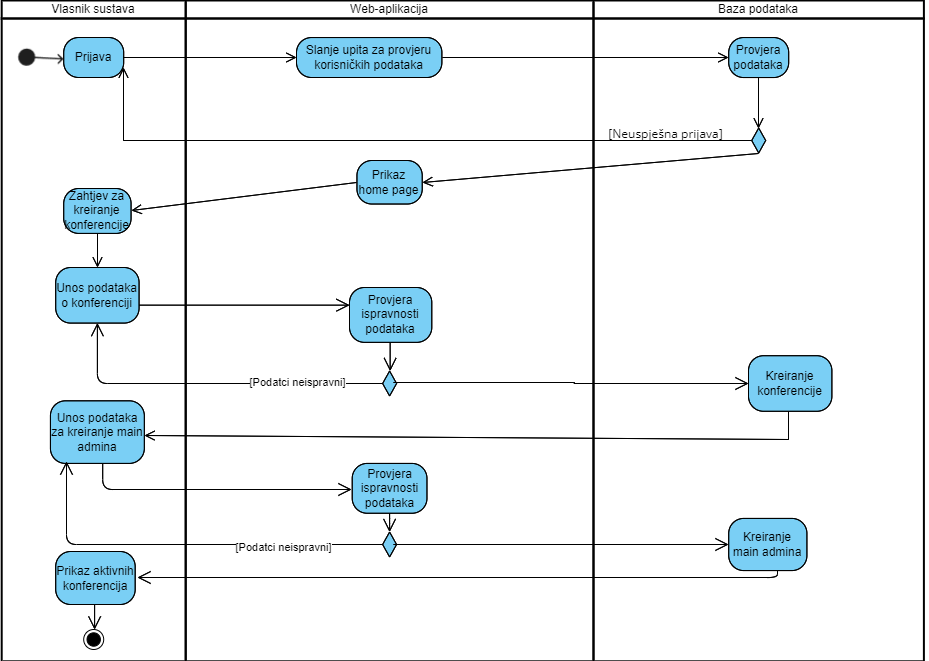 Vlasnik sustava
Web-aplikacija
Baza podataka
Prijava
Slanje upita za provjeru
korisničkih podataka
Provjera
podataka
[Neuspješna prijava]
Prikaz
home page
Zahtjev za
kreiranje
konferencije
Unos podataka
o konferenciji
Provjera
ispravnosti
podataka
[Podatci neispravni]
Kreiranje
konferencije
Unos podataka
za kreiranje main
admina
Provjera
ispravnosti
podataka
[Podatci neispravni]
Kreiranje
main admina
Prikaz aktivnih
konferencija